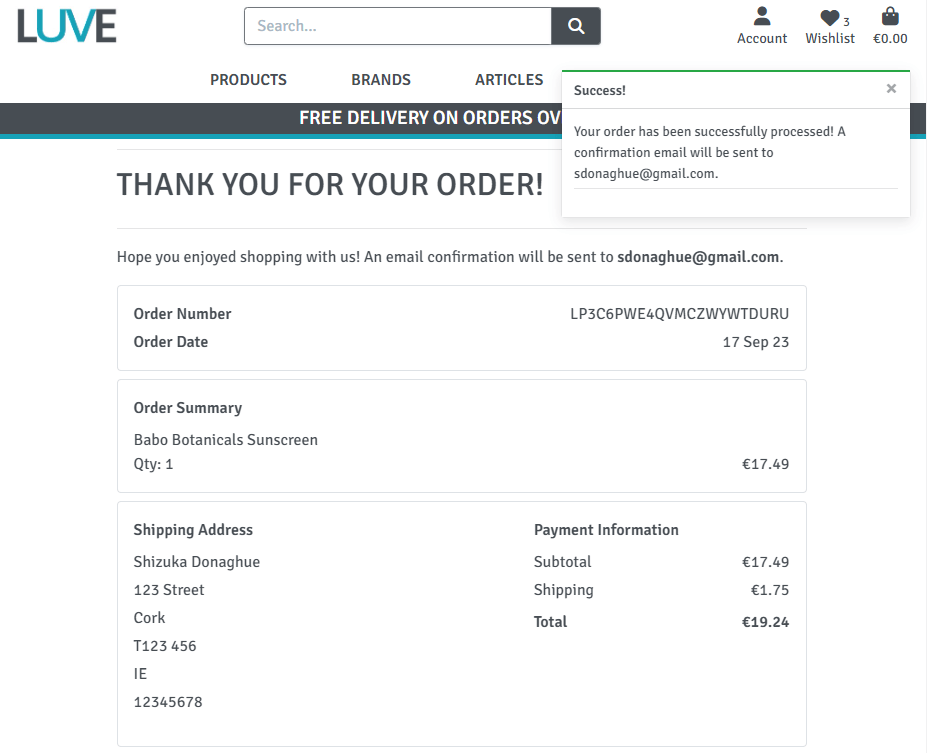 LUVE
Search...
Account
3
Wishlist
€0.00
PRODUCTS BRANDS ARTICLES
FREE DELIVERY ON ORDERS
Success! ×
Your order has been successfully processed! A
confirmation email will be sent to
sdonaghue@gmail.com.
THANK YOU FOR YOUR ORDER!
Hope you enjoyed shopping with us! An email confirmation will be sent to sdonaghue@gmail.com.
Order Number LP3C6PWE4QVMCZWYWTDURU
Order Date 17 Sep 23
Order Summary
Babo Botanicals Sunscreen
Qty: 1 €17.49
Shipping Address
Shizuka Donaghue
123 Street
Cork
T123 456
IE
12345678
Payment Information
Subtotal €17.49
Shipping €1.75
Total €19.24